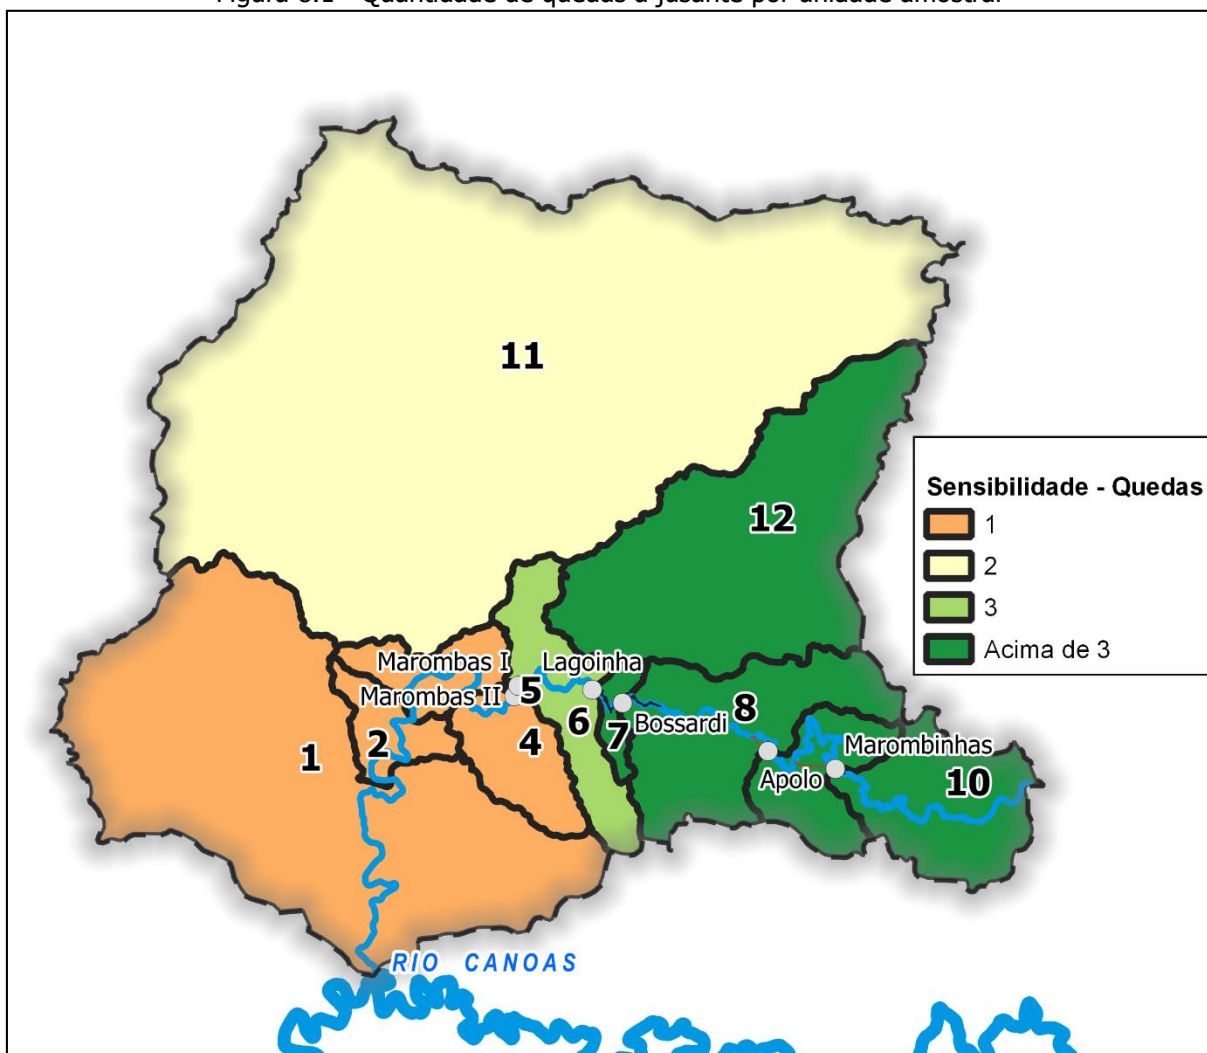 Figura 6.1 - Quantidade de quedas a jusante por unidade amostral
11
12
Sensibilidade - Quedas
1
2
3
Acima de 3
Marombas I
Lagoinha
Marombas II
5
6
7
Bossardi
8
Marombinhas
1
2
4
Apolo
10
RIO CANOAS